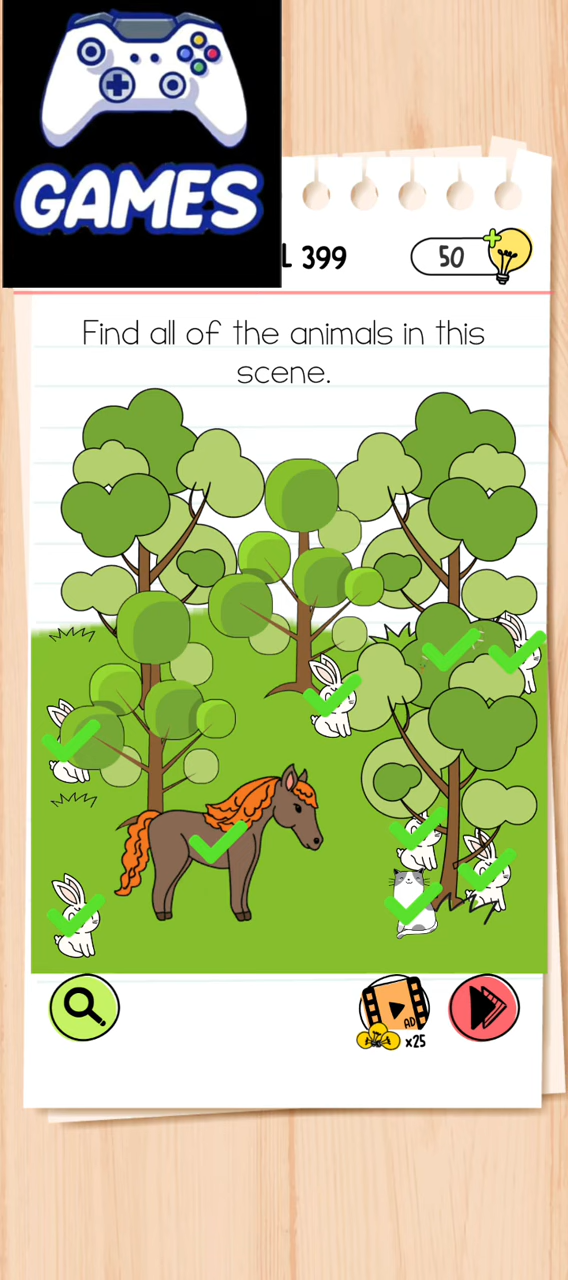 GAMES
L 399
50
Find all of the animals in this
scene.
AD
x25